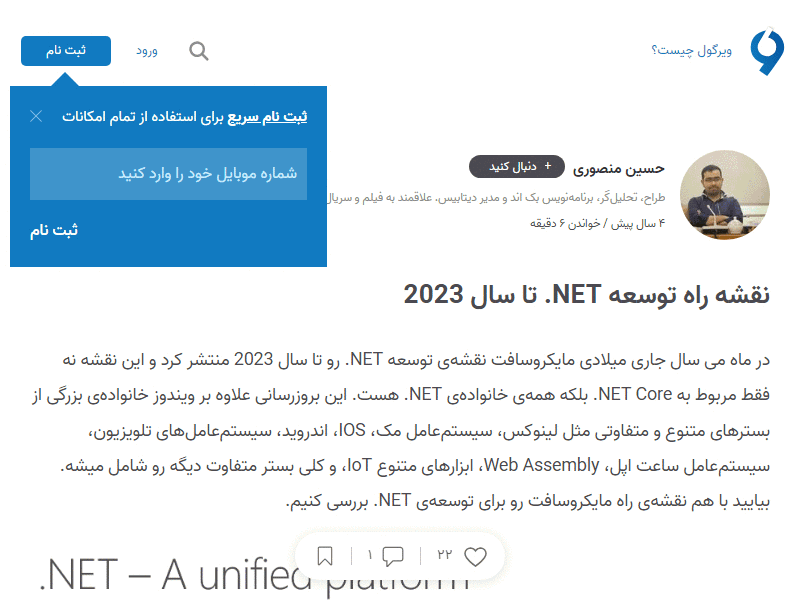 ویرگول چیست؟
ورود
ثبت نام
ثبت نام سریع برای استفاده از تمام امکانات
شماره موبایل خود را وارد کنید
ثبت نام
حسین منصوری
+ دنبال کنید
طراح، تحلیل‌گر، برنامه‌نویس بک اند و مدیر دیتابیس. علاقمند به فیلم و سریال
۴ سال پیش / خواندن ۶ دقیقه
نقشه راه توسعه NET. تا سال 2023
در ماه می سال جاری میلادی مایکروسافت نقشه‌ی توسعه NET. رو تا سال 2023 منتشر کرد و این نقشه نه
فقط مربوط به NET Core. بلکه همه‌ی خانواده‌ی NET. هست. این بروزرسانی علاوه بر ویندوز خانواده‌ی بزرگی از
بسترهای متنوع و متفاوتی مثل لینوکس، سیستم‌عامل مک، IOS، اندروید، سیستم‌عامل‌های تلویزیون،
سیستم‌عامل ساعت اپل، Web Assembly، ابزارهای متنوع IoT، و کلی بستر متفاوت دیگه رو شامل میشه.
بیایید با هم نقشه‌ی راه مایکروسافت رو برای توسعه‌ی NET. بررسی کنیم.
۲۲
۱
.NET – A unified platform